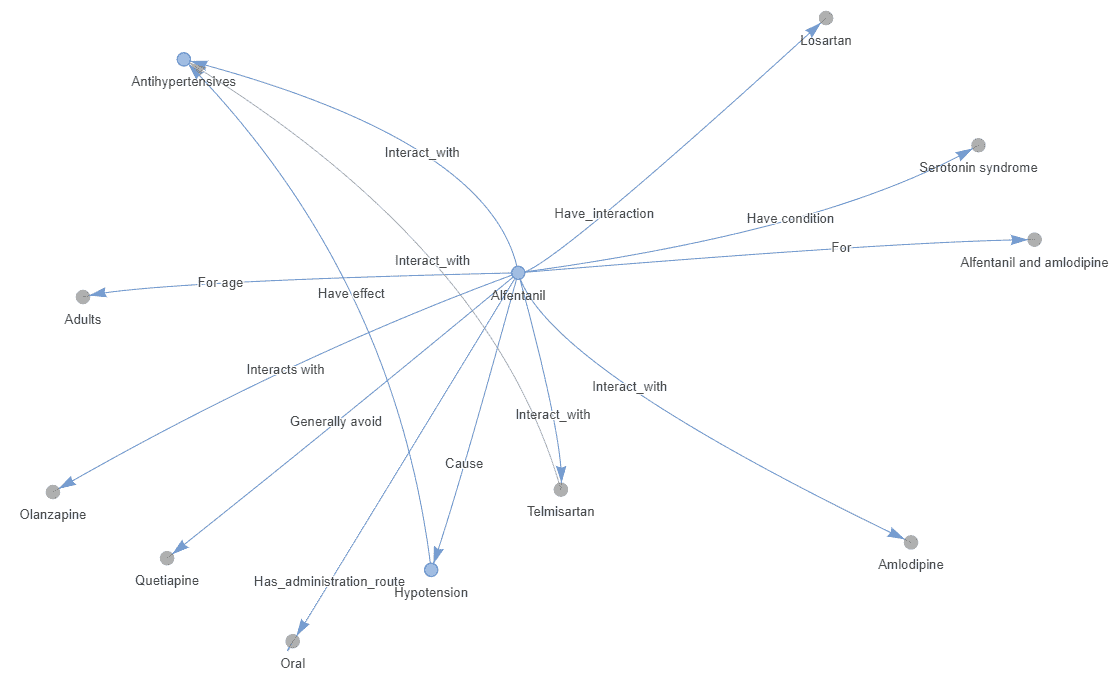 Losartan
Antihypertensives
Interact_with
Serotonin syndrome
Have_interaction
Have condition
For
Interact_with
Alfentanil and amlodipine
For age
Have effect
Alfentanil
Adults
Interacts with
Interact_with
Generally avoid
Interact_with
Cause
Olanzapine
Telmisartan
Amlodipine
Quetiapine
Has_administration_route
Hypotension
Oral